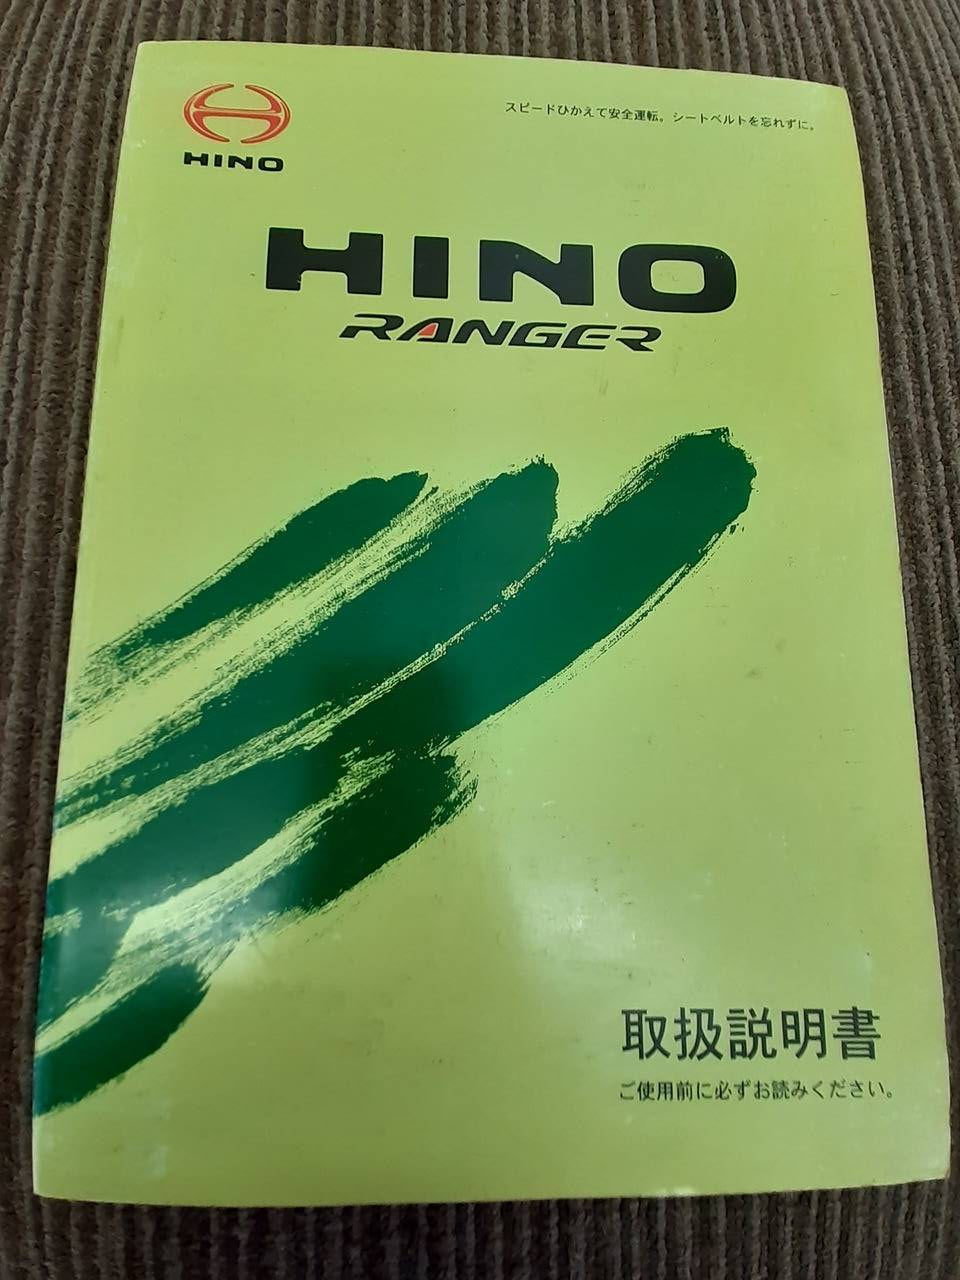 スピードひかえて安全運転。シートベルトを忘れずに。
HINO
HINO
RANGER
取扱説明書
ご使用前に必ずお読みください。